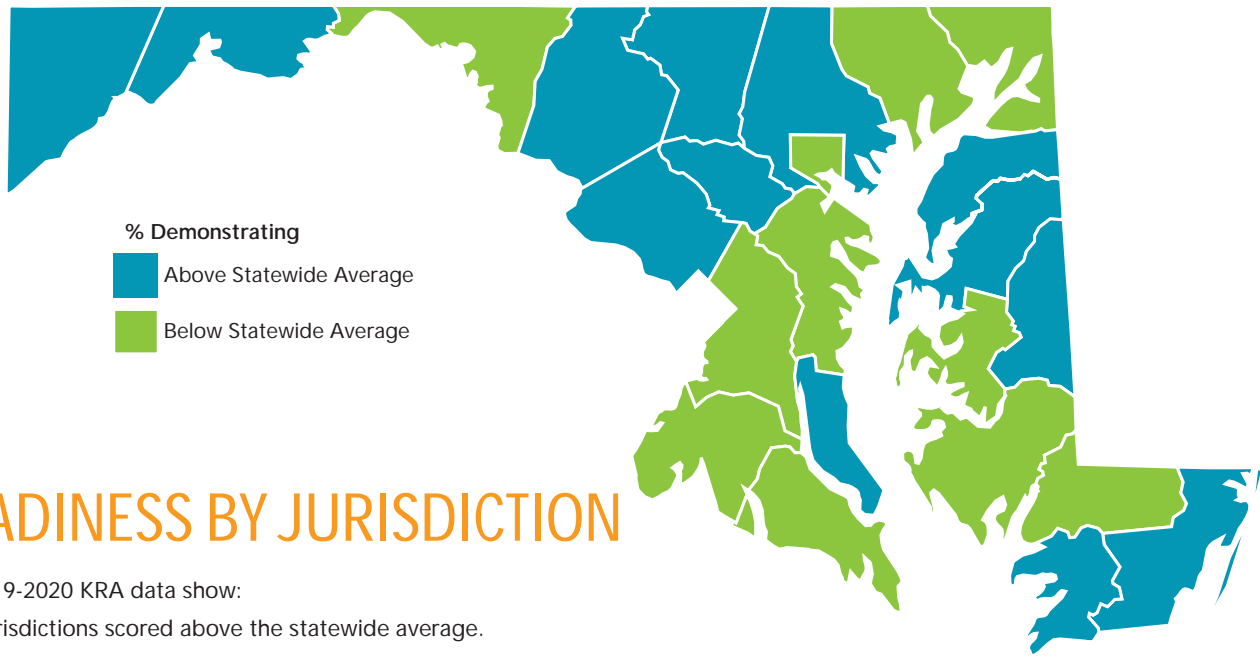 % Demonstrating
Above Statewide Average
Below Statewide Average
ADINESS BY JURISDICTION
9-2020 KRA data show:
risdictions scored above the statewide average.